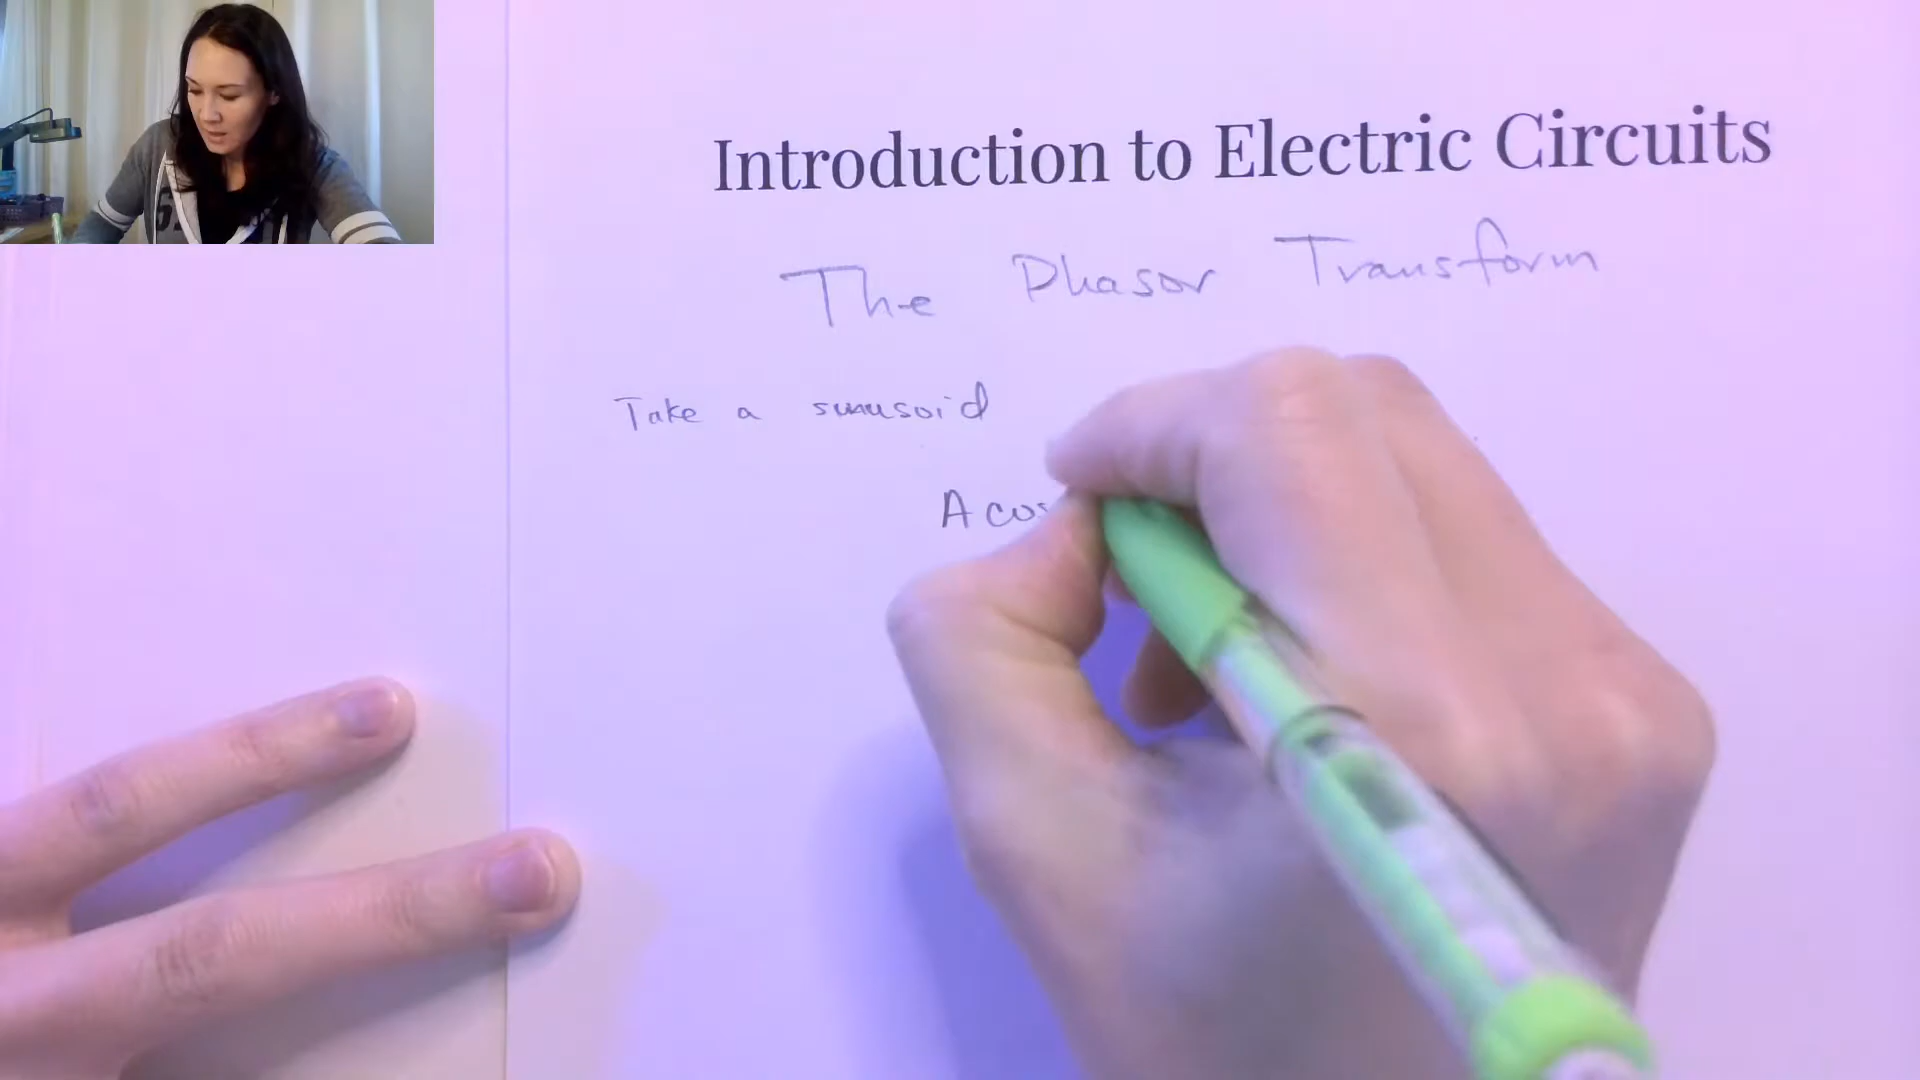 Introduction to Electric Circuits
The Phasor Transform
Take a sinusoid
A cos